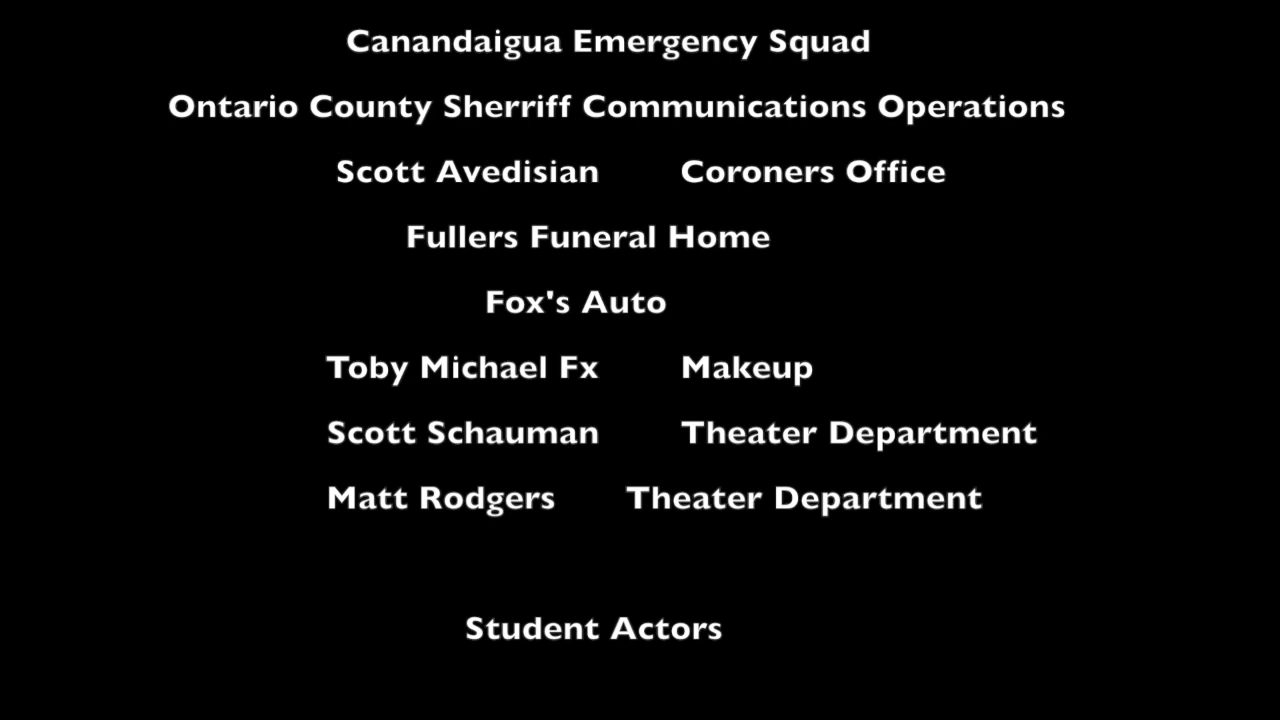 Canandaigua Emergency Squad
Ontario County Sherriff Communications Operations
Scott Avedisian Coroners Office
Fullers Funeral Home
Fox's Auto
Toby Michael Fx Makeup
Scott Schauman Theater Department
Matt Rodgers Theater Department
Student Actors